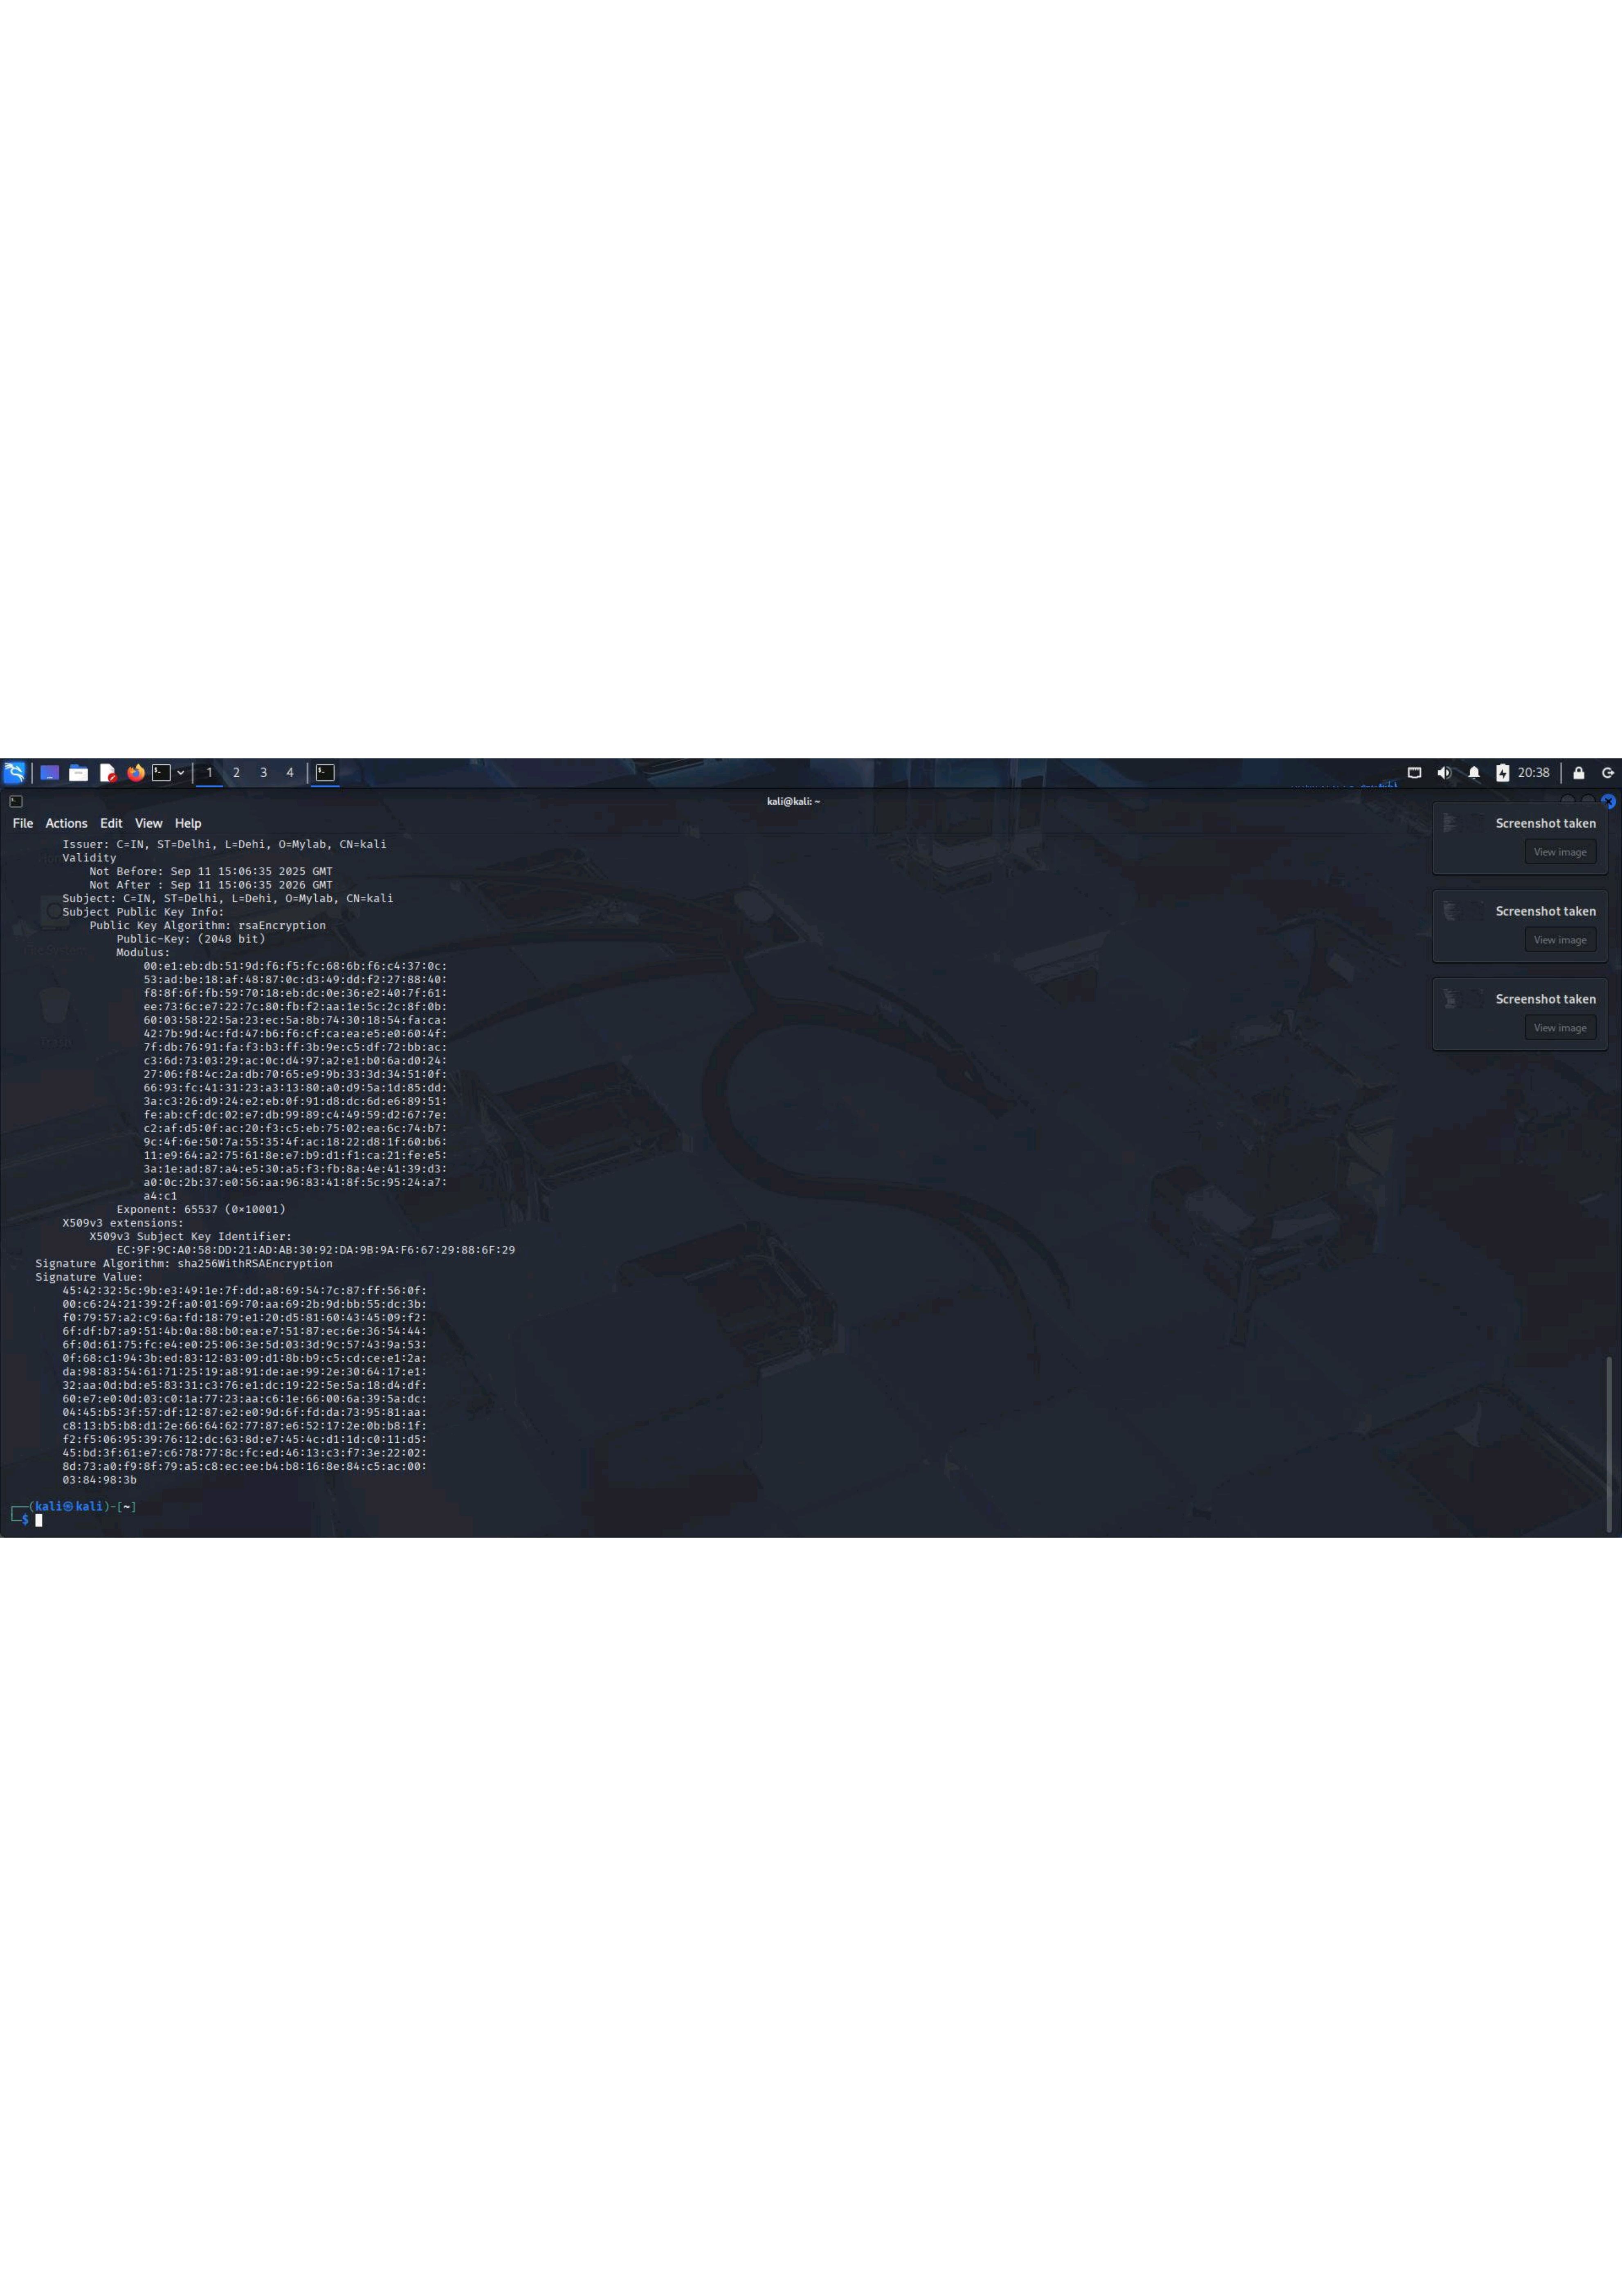 1 2 3 4
20:38
kali@kali: ~
File Actions Edit View Help
Issuer: C=IN, ST=Delhi, L=Dehi, O=Mylab, CN=kali
Validity
Not Before: Sep 11 15:06:35 2025 GMT
Not After : Sep 11 15:06:35 2026 GMT
Subject: C=IN, ST=Delhi, L=Dehi, O=Mylab, CN=kali
Subject Public Key Info:
Public Key Algorithm: rsaEncryption
Public-Key: (2048 bit)
Modulus:
00:e1:eb:db:51:9d:f6:f5:fc:68:6b:f6:c4:37:0c:
53:ad:be:18:af:48:87:0c:d3:49:dd:f2:27:88:40:
f8:8f:6f:fb:59:70:18:eb:dc:0e:36:e2:40:7f:61:
ee:73:6c:e7:22:7c:80:fb:f2:aa:1e:5c:2c:8f:0b:
60:03:58:22:5a:23:ec:5a:8b:74:30:18:54:fa:ca:
42:7b:9d:4c:fd:47:b6:f6:cf:ca:ea:e5:e0:60:4f:
7f:db:76:91:fa:f3:b3:ff:3b:9e:c5:df:72:bb:ac:
c3:6d:73:03:29:ac:0c:d4:97:a2:e1:b0:6a:d0:24:
27:06:f8:4c:2a:db:70:65:e9:9b:33:3d:34:51:0f:
66:93:fc:41:31:23:a3:13:80:a0:d9:5a:1d:85:dd:
3a:c3:26:d9:24:e2:eb:0f:91:d8:dc:6d:e6:89:51:
fe:ab:cf:dc:02:e7:db:99:89:c4:49:59:d2:67:7e:
c2:af:d5:0f:ac:20:f3:c5:eb:75:02:ea:6c:74:b7:
9c:4f:6e:50:7a:55:35:4f:ac:18:22:d8:1f:60:b6:
11:e9:64:a2:75:61:8e:e7:b9:d1:f1:ca:21:fe:e5:
3a:1e:ad:87:a4:e5:30:a5:f3:fb:8a:4e:41:39:d3:
a0:0c:2b:37:e0:56:aa:96:83:41:8f:5c:95:24:a7:
a4:c1
Exponent: 65537 (0×10001)
X509v3 extensions:
X509v3 Subject Key Identifier:
EC:9F:9C:A0:58:DD:21:AD:AB:30:92:DA:9B:9A:F6:67:29:88:6F:29
Signature Algorithm: sha256WithRSAEncryption
Signature Value:
45:42:32:5c:9b:e3:49:1e:7f:dd:a8:69:54:7c:87:ff:56:0f:
00:c6:24:21:39:2f:a0:01:69:70:aa:69:2b:9d:bb:55:dc:3b:
f0:79:57:a2:c9:6a:fd:18:79:e1:20:d5:81:60:43:45:09:f2:
6f:df:b7:a9:51:4b:0a:88:b0:ea:e7:51:87:ec:6e:36:54:44:
6f:0d:61:75:fc:e4:e0:25:06:3e:5d:03:3d:9c:57:43:9a:53:
0f:68:c1:94:3b:ed:83:12:83:09:d1:8b:b9:c5:cd:ce:e1:2a:
da:98:83:54:61:71:25:19:a8:91:de:ae:99:2e:30:64:17:e1:
32:aa:0d:bd:e5:83:31:c3:76:e1:dc:19:22:5e:5a:18:d4:df:
60:e7:e0:0d:03:c0:1a:77:23:aa:c6:1e:66:00:6a:39:5a:dc:
04:45:b5:3f:57:df:12:87:e2:e0:9d:6f:fd:da:73:95:81:aa:
c8:13:b5:b8:d1:2e:66:64:62:77:87:e6:52:17:2e:0b:b8:1f:
f2:f5:06:95:39:76:12:dc:63:8d:e7:45:4c:d1:1d:c0:11:d5:
45:bd:3f:61:e7:c6:78:77:8c:fc:ed:46:13:c3:f7:3e:22:02:
8d:73:a0:f9:8f:79:a5:c8:ec:ee:b4:b8:16:8e:84:c5:ac:00:
03:84:98:3b
┌──(kali㉿kali)-[~]
└─$
Screenshot taken
View image
Screenshot taken
View image
Screenshot taken
View image